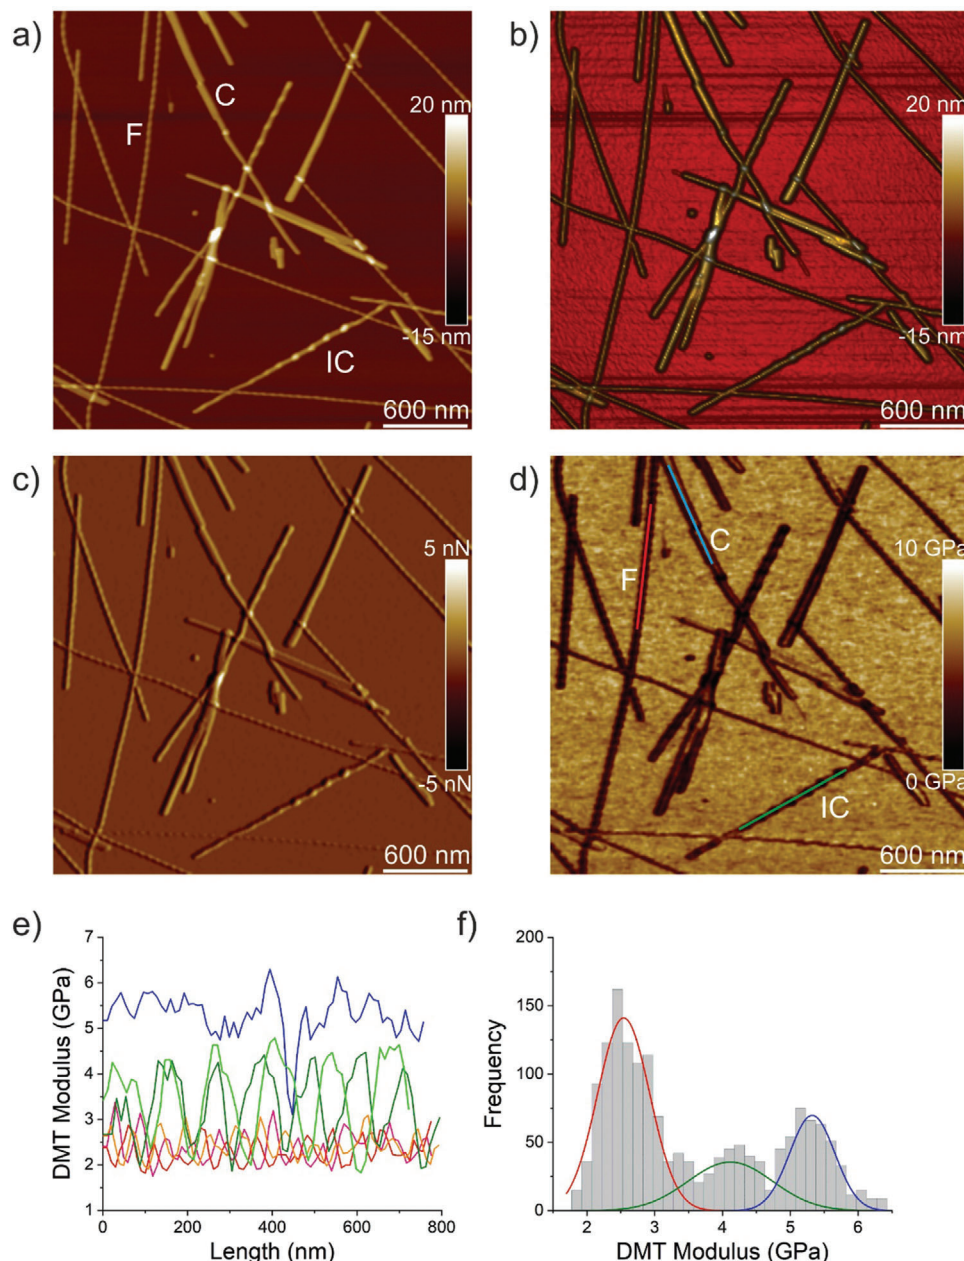 a)
F
C
IC
20 nm
-15 nm
600 nm
b)
20 nm
-15 nm
600 nm
c)
5 nN
-5 nN
600 nm
d)
F
C
IC
10 GPa
0 GPa
600 nm
e)
DMT Modulus (GPa)
7
6
5
4
3
2
1
0
200
400
600
800
Length (nm)
f)
Frequency
200
150
100
50
0
2
3
4
5
6
DMT Modulus (GPa)